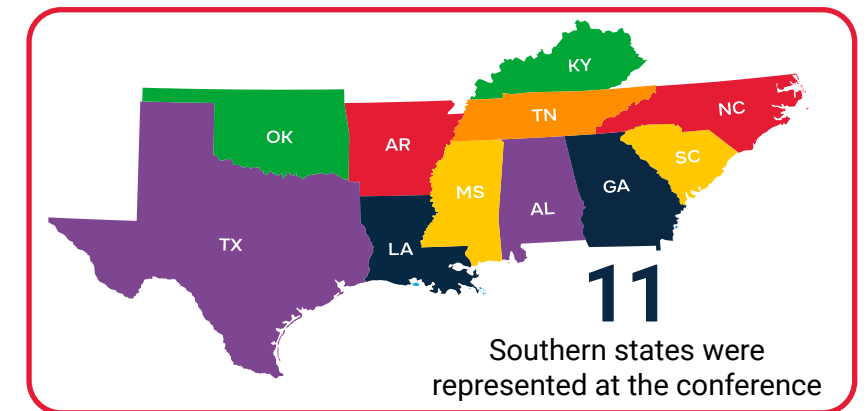 KY
NC
TN
OK
AR
SC
GA
MS
AL
TX
LA
11
Southern states were
represented at the conference